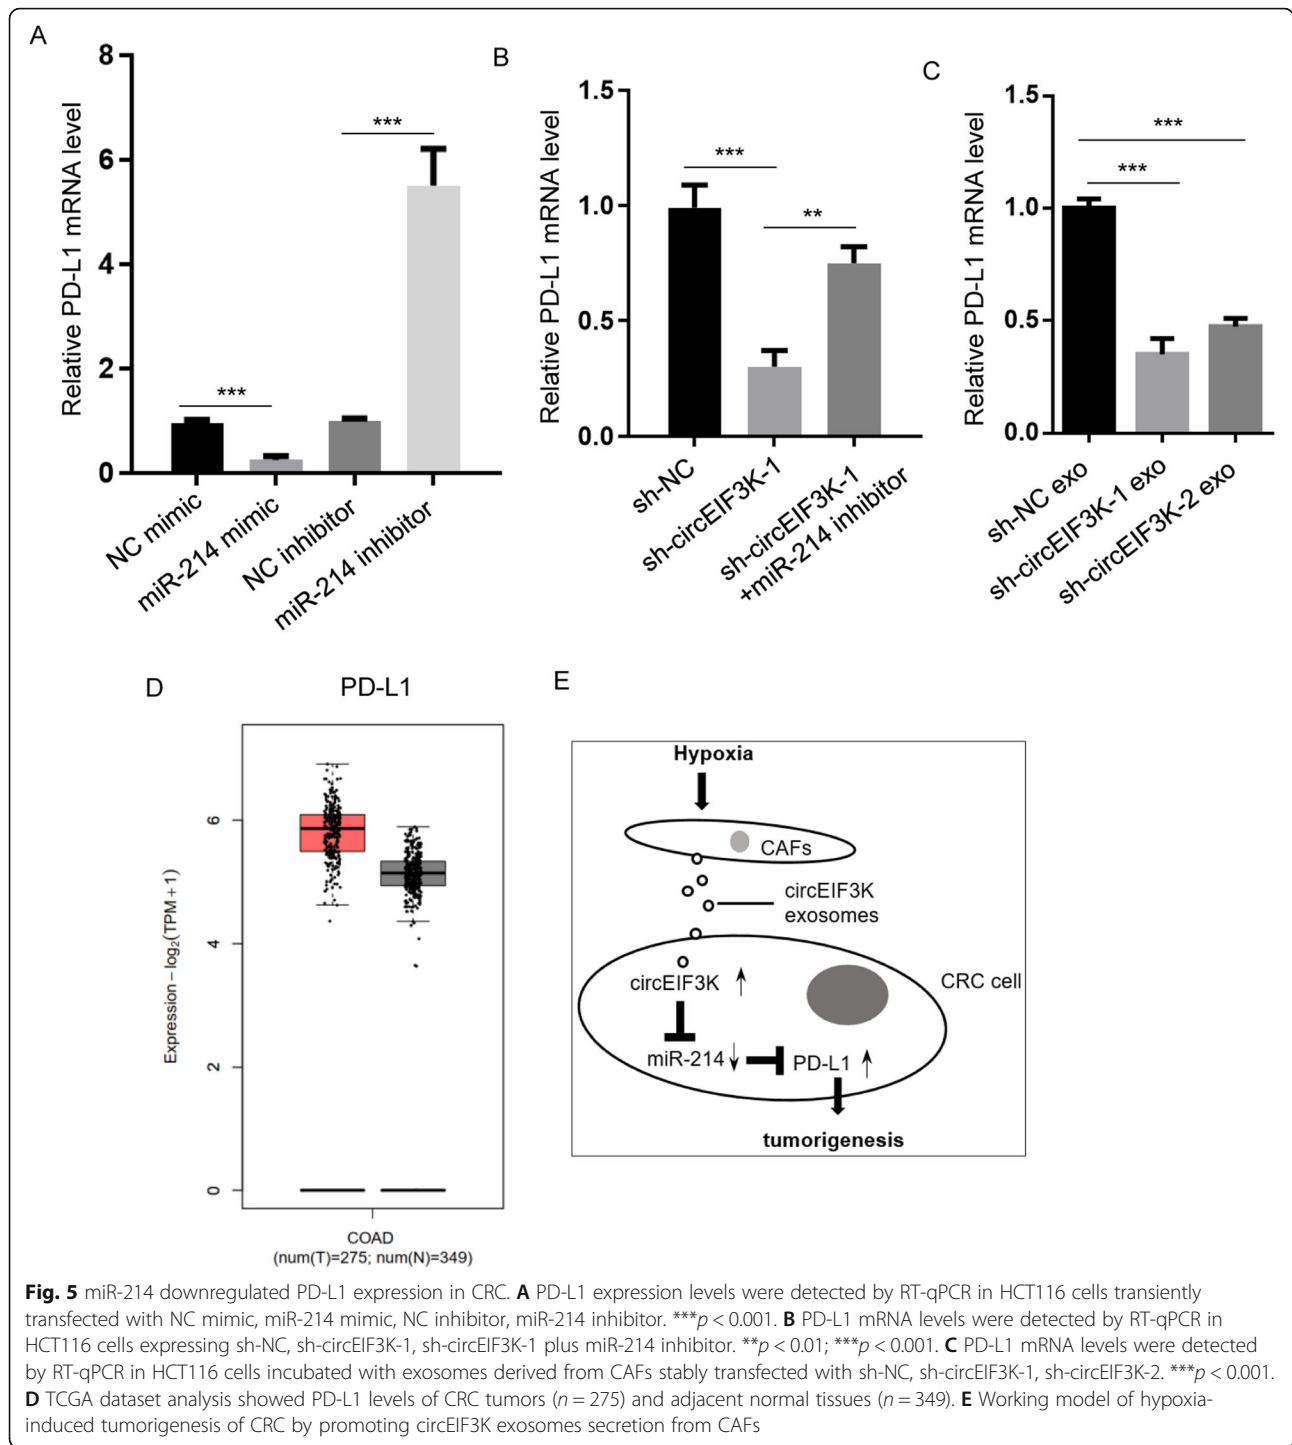 A
Relative PD-L1 mRNA level
8
6
4
2
0
***
***
NC mimic
miR-214 mimic
NC inhibitor
miR-214 inhibitor
B
Relative PD-L1 mRNA level
1.5
1.0
0.5
0.0
***
**
sh-NC
sh-circEIF3K-1
sh-circEIF3K-1
+miR-214 inhibitor
C
Relative PD-L1 mRNA level
1.5
1.0
0.5
0.0
***
***
sh-NC exo
sh-circEIF3K-1 exo
sh-circEIF3K-2 exo
D
PD-L1
Expression – log2(TPM + 1)
6
4
2
0
COAD
(num(T)=275; num(N)=349)
E
Hypoxia
CAFs
circEIF3K
exosomes
circEIF3K
CRC cell
miR-214
PD-L1
tumorigenesis
Fig. 5 miR-214 downregulated PD-L1 expression in CRC. A PD-L1 expression levels were detected by RT-qPCR in HCT116 cells transiently
transfected with NC mimic, miR-214 mimic, NC inhibitor, miR-214 inhibitor. ***p < 0.001. B PD-L1 mRNA levels were detected by RT-qPCR in
HCT116 cells expressing sh-NC, sh-circEIF3K-1, sh-circEIF3K-1 plus miR-214 inhibitor. **p < 0.01; ***p < 0.001. C PD-L1 mRNA levels were detected
by RT-qPCR in HCT116 cells incubated with exosomes derived from CAFs stably transfected with sh-NC, sh-circEIF3K-1, sh-circEIF3K-2. ***p < 0.001.
D TCGA dataset analysis showed PD-L1 levels of CRC tumors (n = 275) and adjacent normal tissues (n = 349). E Working model of hypoxia-
induced tumorigenesis of CRC by promoting circEIF3K exosomes secretion from CAFs